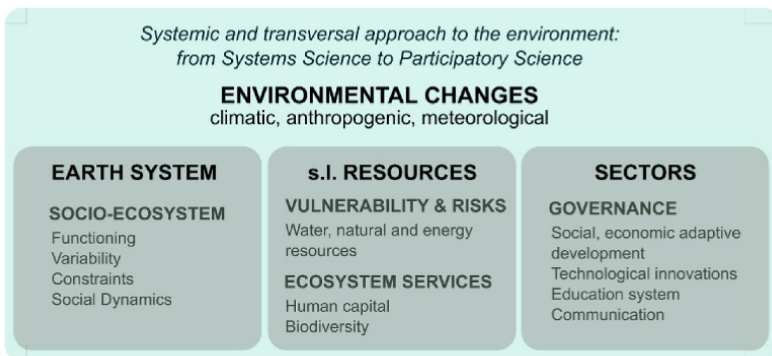 Systemic and transversal approach to the environment:
from Systems Science to Participatory Science
ENVIRONMENTAL CHANGES
climatic, anthropogenic, meteorological
EARTH SYSTEM
SOCIO-ECOSYSTEM
Functioning
Variability
Constraints
Social Dynamics
s.l. RESOURCES
VULNERABILITY & RISKS
Water, natural and energy
resources
ECOSYSTEM SERVICES
Human capital
Biodiversity
SECTORS
GOVERNANCE
Social, economic adaptive
development
Technological innovations
Education system
Communication